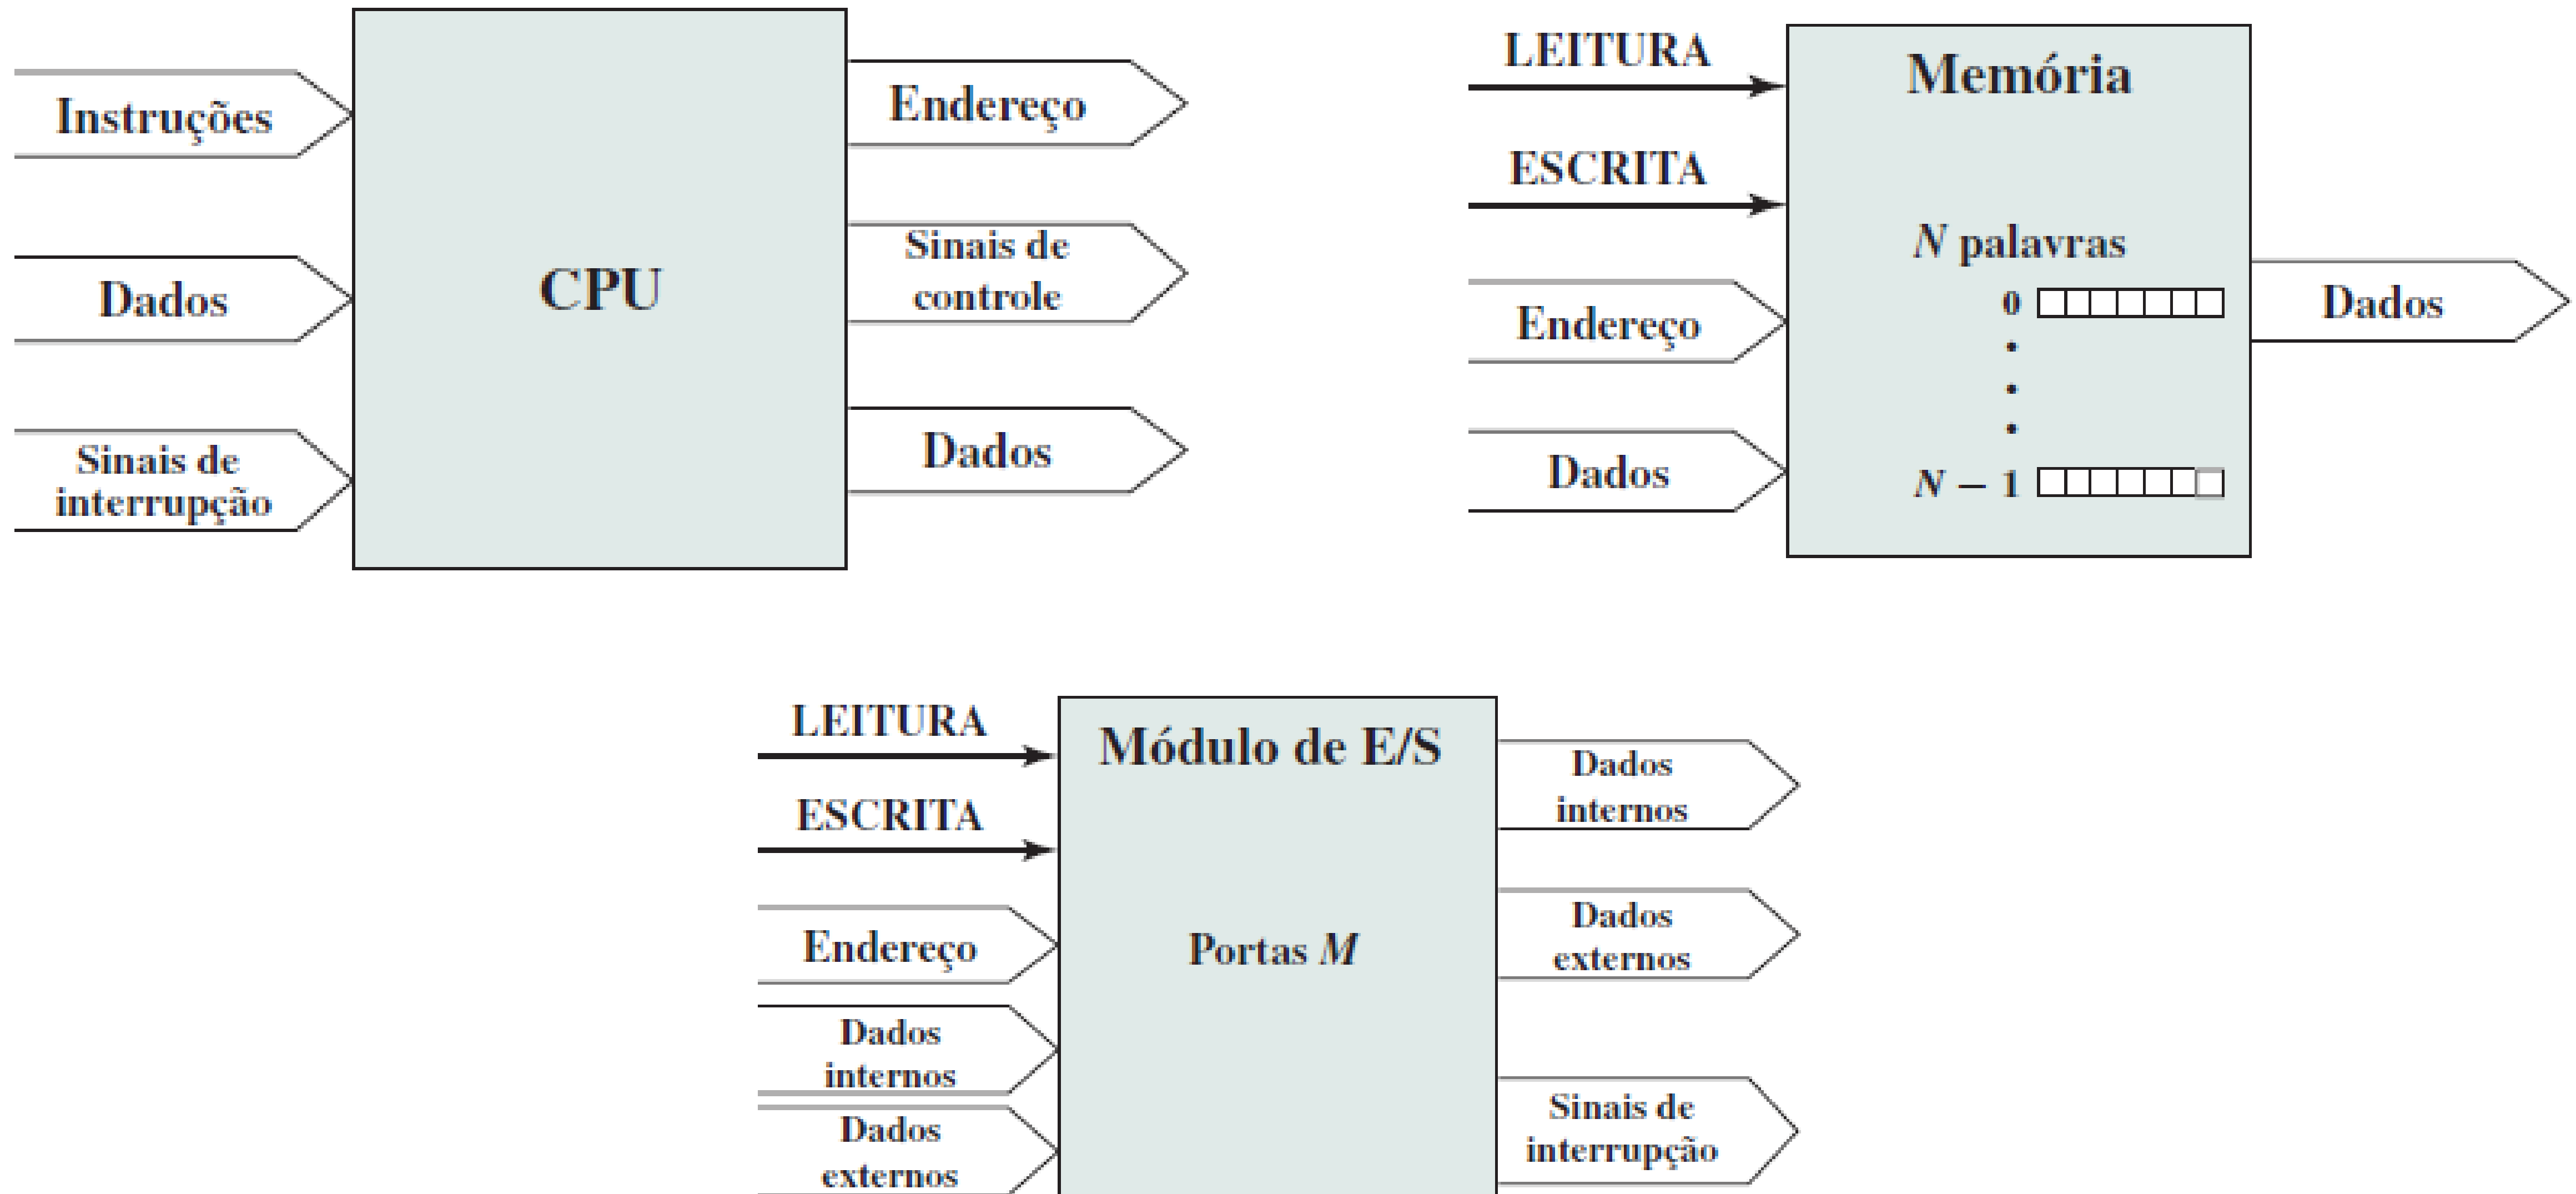 CPU
Instruções
Dados
Sinais de
interrupção
Endereço
Sinais de
controle
Dados
Memória
LEITURA
ESCRITA
Endereço
Dados
N palavras
0
N – 1
Dados
Módulo de E/S
LEITURA
ESCRITA
Endereço
Dados
internos
Dados
externos
Portas M
Dados
internos
Dados
externos
Sinais de
interrupção